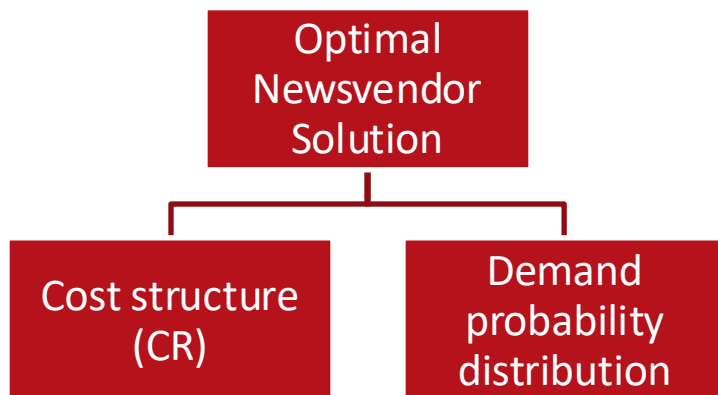 Optimal
Newsvendor
Solution
Cost structure
(CR)
Demand
probability
distribution